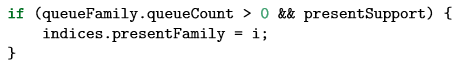 if (queueFamily.queueCount > 0 && presentSupport) {
    indices.presentFamily = i;
}